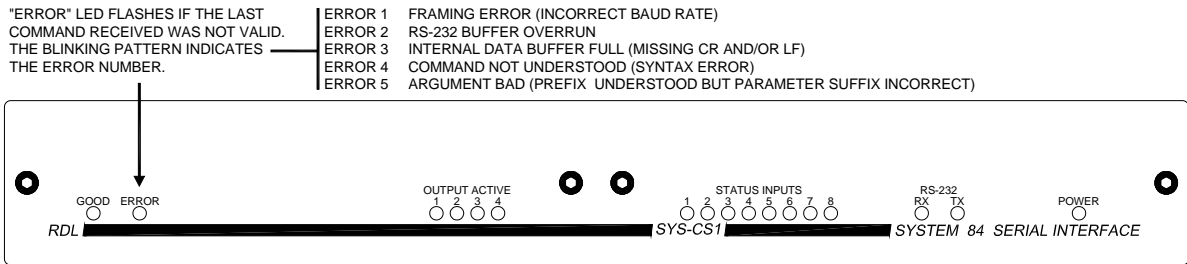 "ERROR" LED FLASHES IF THE LAST
COMMAND RECEIVED WAS NOT VALID.
THE BLINKING PATTERN INDICATES
THE ERROR NUMBER.
ERROR 1 FRAMING ERROR (INCORRECT BAUD RATE)
ERROR 2 RS-232 BUFFER OVERRUN
ERROR 3 INTERNAL DATA BUFFER FULL (MISSING CR AND/OR LF)
ERROR 4 COMMAND NOT UNDERSTOOD (SYNTAX ERROR)
ERROR 5 ARGUMENT BAD (PREFIX UNDERSTOOD BUT PARAMETER SUFFIX INCORRECT)
GOOD ERROR
OUTPUT ACTIVE
1 2 3 4
STATUS INPUTS
1 2 3 4 5 6 7 8
RS-232
RX TX
POWER
RDL SYS-CS1 SYSTEM 84 SERIAL INTERFACE